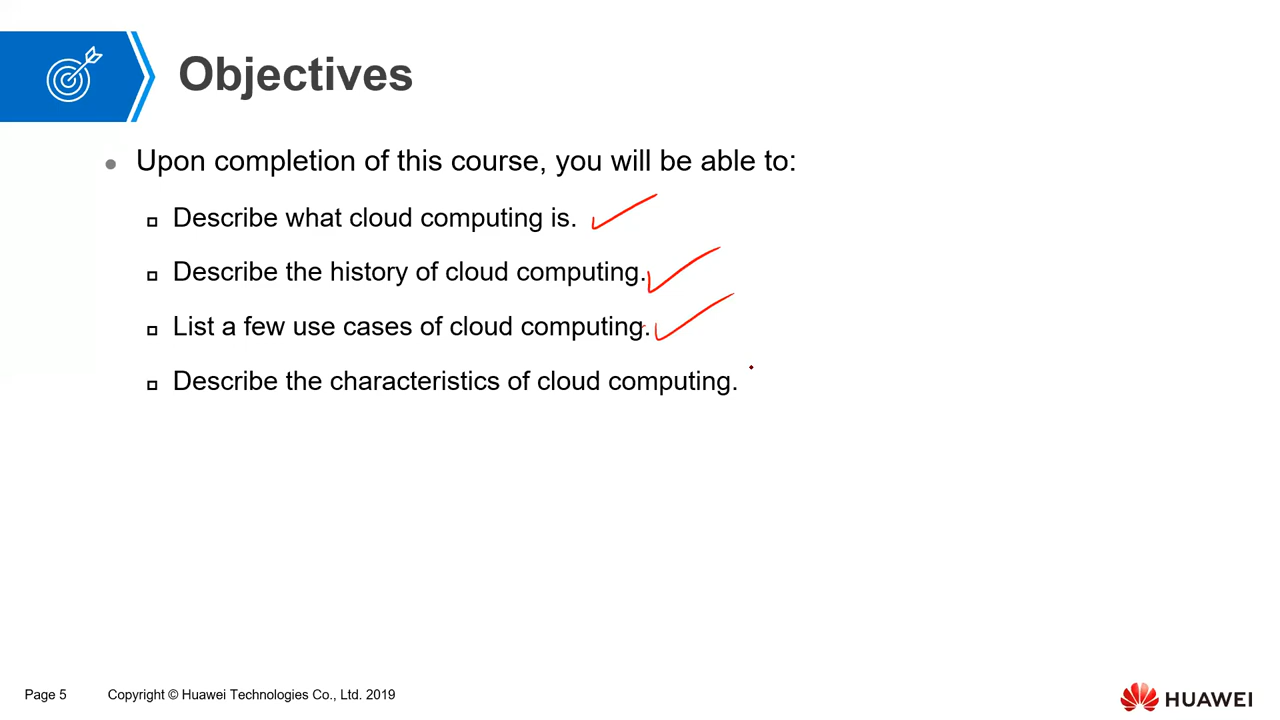 Objectives
Upon completion of this course, you will be able to:
Describe what cloud computing is.
Describe the history of cloud computing.
List a few use cases of cloud computing.
Describe the characteristics of cloud computing.
Page 5
Copyright © Huawei Technologies Co., Ltd. 2019
HUAWEI